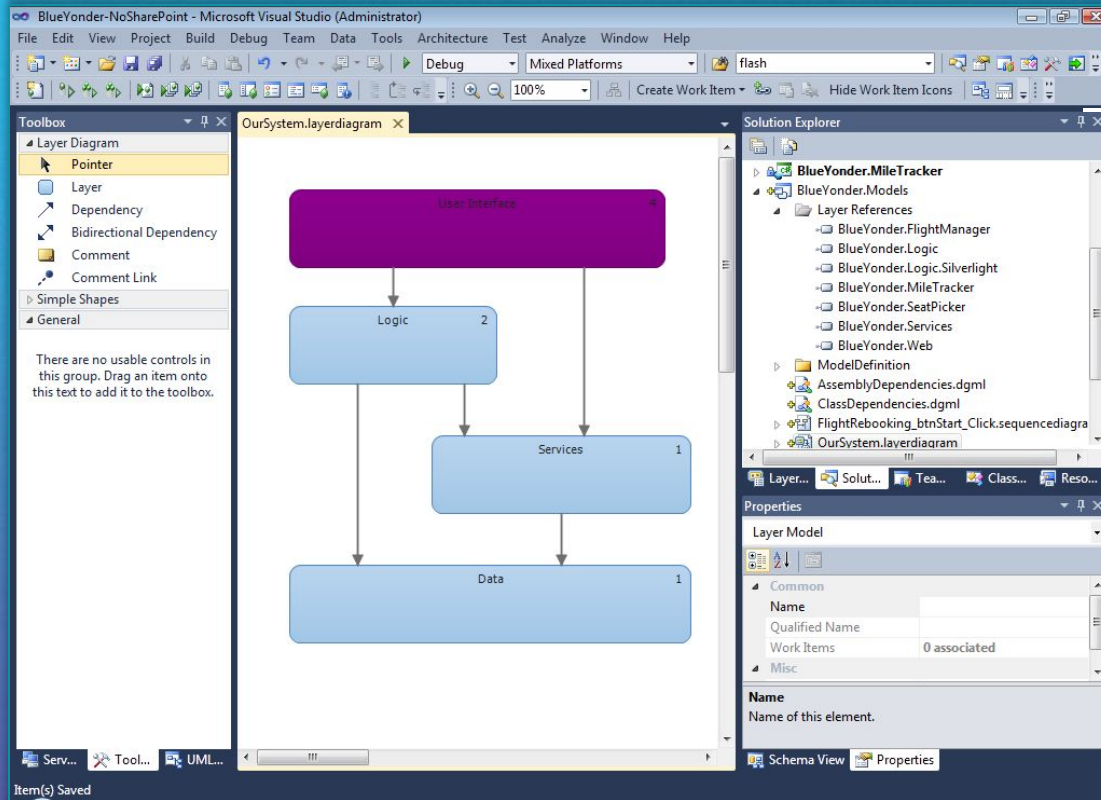 BlueYonder-NoSharePoint - Microsoft Visual Studio (Administrator)
File Edit View Project Build Debug Team Data Tools Architecture Test Analyze Window Help
Debug Mixed Platforms flash
100% Create Work Item Hide Work Item Icons
Toolbox
Layer Diagram
Pointer
Layer
Dependency
Bidirectional Dependency
Comment
Comment Link
Simple Shapes
General
There are no usable controls in
this group. Drag an item onto
this text to add it to the toolbox.
Serv... Tool... UML...
OurSystem.layerdiagram
User Interface 4
Logic 2
Services 1
Data 1
Solution Explorer
BlueYonder.MileTracker
BlueYonder.Models
Layer References
BlueYonder.FlightManager
BlueYonder.Logic
BlueYonder.Logic.Silverlight
BlueYonder.MileTracker
BlueYonder.SeatPicker
BlueYonder.Services
BlueYonder.Web
ModelDefinition
AssemblyDependencies.dgml
ClassDependencies.dgml
FlightRebooking_btnStart_Click.sequencediagra
OurSystem.layerdiagram
Layer... Solut... Tea... Class... Reso...
Properties
Layer Model
Common
Name
Qualified Name
Work Items 0 associated
Misc
Name
Name of this element.
Schema View Properties
Item(s) Saved